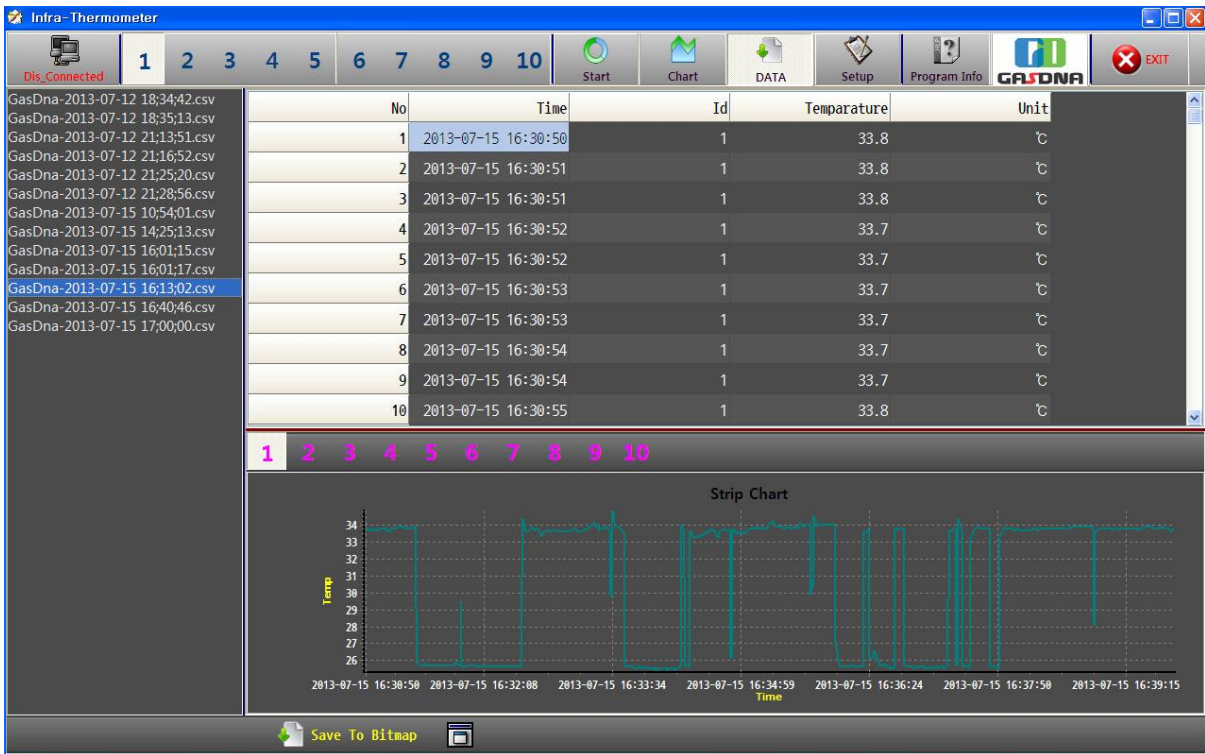 Infra-Thermometer
Dis_Connected 1 2 3 4 5 6 7 8 9 10 Start Chart DATA Setup Program Info GASDNA EXIT
GasDna-2013-07-12 18;34;42.csv
GasDna-2013-07-12 18;35;13.csv
GasDna-2013-07-12 21;13;51.csv
GasDna-2013-07-12 21;16;52.csv
GasDna-2013-07-12 21;25;20.csv
GasDna-2013-07-12 21;28;56.csv
GasDna-2013-07-15 10;54;01.csv
GasDna-2013-07-15 14;25;13.csv
GasDna-2013-07-15 16;01;15.csv
GasDna-2013-07-15 16;01;17.csv
GasDna-2013-07-15 16;13;02.csv
GasDna-2013-07-15 16;40;46.csv
GasDna-2013-07-15 17;00;00.csv
No Time Id Temparature Unit
1 2013-07-15 16:30:50 1 33.8 ℃
2 2013-07-15 16:30:51 1 33.8 ℃
3 2013-07-15 16:30:51 1 33.8 ℃
4 2013-07-15 16:30:52 1 33.7 ℃
5 2013-07-15 16:30:52 1 33.7 ℃
6 2013-07-15 16:30:53 1 33.7 ℃
7 2013-07-15 16:30:53 1 33.7 ℃
8 2013-07-15 16:30:54 1 33.7 ℃
9 2013-07-15 16:30:54 1 33.7 ℃
10 2013-07-15 16:30:55 1 33.8 ℃
1 2 3 4 5 6 7 8 9 10
Strip Chart
34
33
32
31
30
29
28
27
26
Temp
2013-07-15 16:30:50 2013-07-15 16:32:08 2013-07-15 16:33:34 2013-07-15 16:34:59 2013-07-15 16:36:24 2013-07-15 16:37:50 2013-07-15 16:39:15
Time
Save To Bitmap